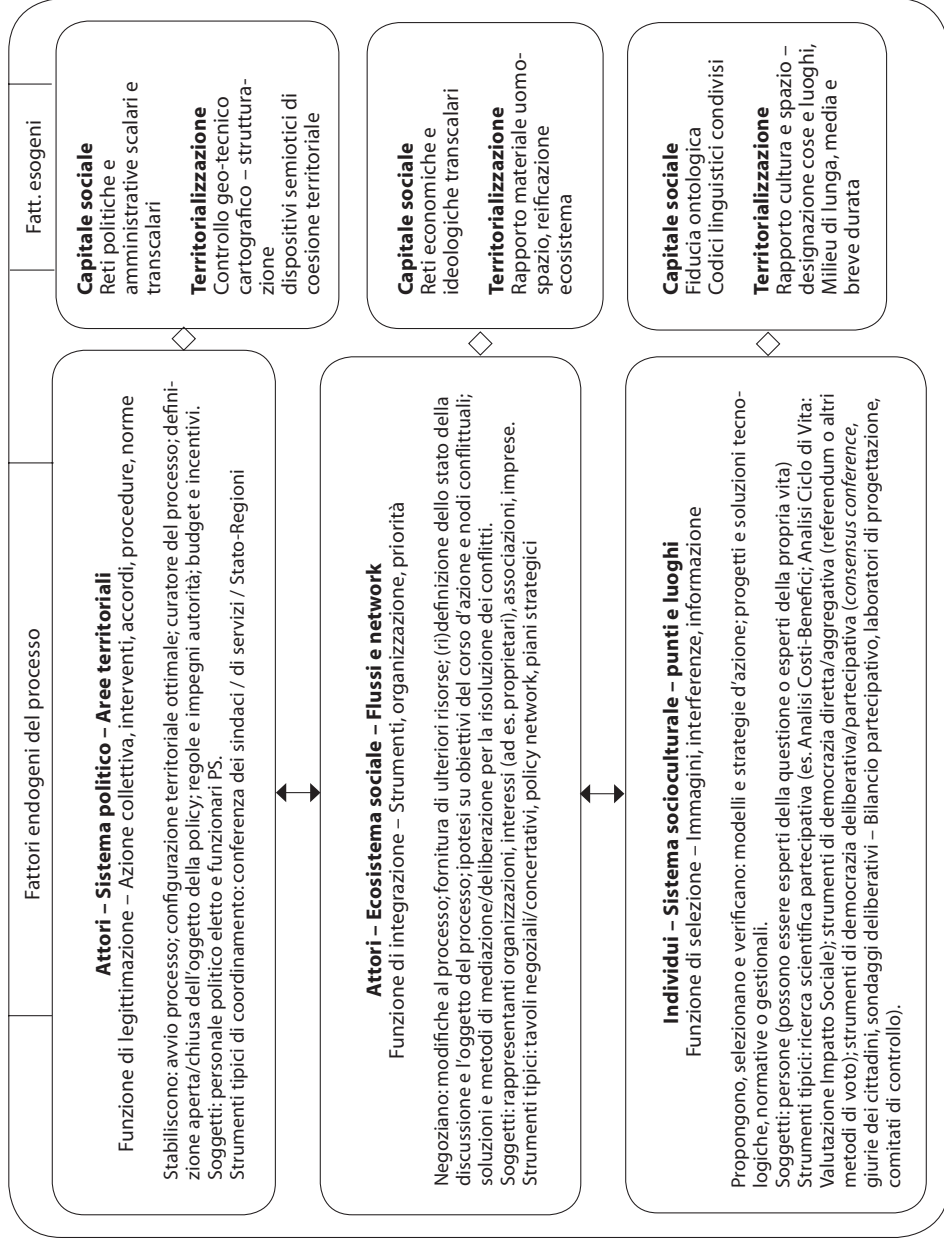 Fattori endogeni del processo
Fatt. esogeni
Attori – Sistema politico – Aree territoriali
Funzione di legittimazione – Azione collettiva, interventi, accordi, procedure, norme
Stabiliscono: avvio processo; configurazione territoriale ottimale; curatore del processo; defini-
zione aperta/chiusa dell'oggetto della policy; regole e impegni autorità; budget e incentivi.
Soggetti: personale politico eletto e funzionari PS.
Strumenti tipici di coordinamento: conferenza dei sindaci / di servizi / Stato-Regioni
Capitale sociale
Reti politiche e
amministrative scalari e
transcalari
Territorializzazione
Controllo geo-tecnico
cartografico – struttura-
zione
dispositivi semiotici di
coesione territoriale
Attori – Ecosistema sociale – Flussi e network
Funzione di integrazione – Strumenti, organizzazione, priorità
Negoziano: modifiche al processo; fornitura di ulteriori risorse; (ri)definizione dello stato della
discussione e l'oggetto del processo; ipotesi su obiettivi del corso d'azione e nodi conflittuali;
soluzioni e metodi di mediazione/deliberazione per la risoluzione dei conflitti.
Soggetti: rappresentanti organizzazioni, interessi (ad es. proprietari), associazioni, imprese.
Strumenti tipici: tavoli negoziali/concertativi, policy network, piani strategici
Capitale sociale
Reti economiche e
ideologiche transcalari
Territorializzazione
Rapporto materiale uomo-
spazio, reificazione
ecosistema
Individui – Sistema socioculturale – punti e luoghi
Funzione di selezione – Immagini, interferenze, informazione
Propongono, selezionano e verificano: modelli e strategie d'azione; progetti e soluzioni tecno-
logiche, normative o gestionali.
Soggetti: persone (possono essere esperti della questione o esperti della propria vita)
Strumenti tipici: ricerca scientifica partecipativa (es. Analisi Costi-Benefici; Analisi Ciclo di Vita:
Valutazione Impatto Sociale); strumenti di democrazia diretta/aggregativa (referendum o altri
metodi di voto); strumenti di democrazia deliberativa/partecipativa (consensus conference,
giurie dei cittadini, sondaggi deliberativi – Bilancio partecipativo, laboratori di progettazione,
comitati di controllo).
Capitale sociale
Fiducia ontologica
Codici linguistici condivisi
Territorializzazione
Rapporto cultura e spazio –
designazione cose e luoghi,
Milieu di lunga, media e
breve durata